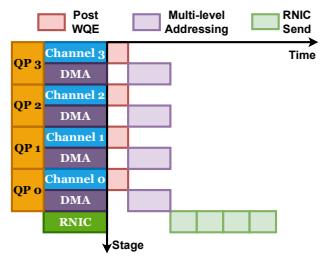 Post
WQE
Multi-level
Addressing
RNIC
Send
Time
QP 3
Channel 3
DMA
QP 2
Channel 2
DMA
QP 1
Channel 1
DMA
QP 0
Channel 0
DMA
RNIC
Stage